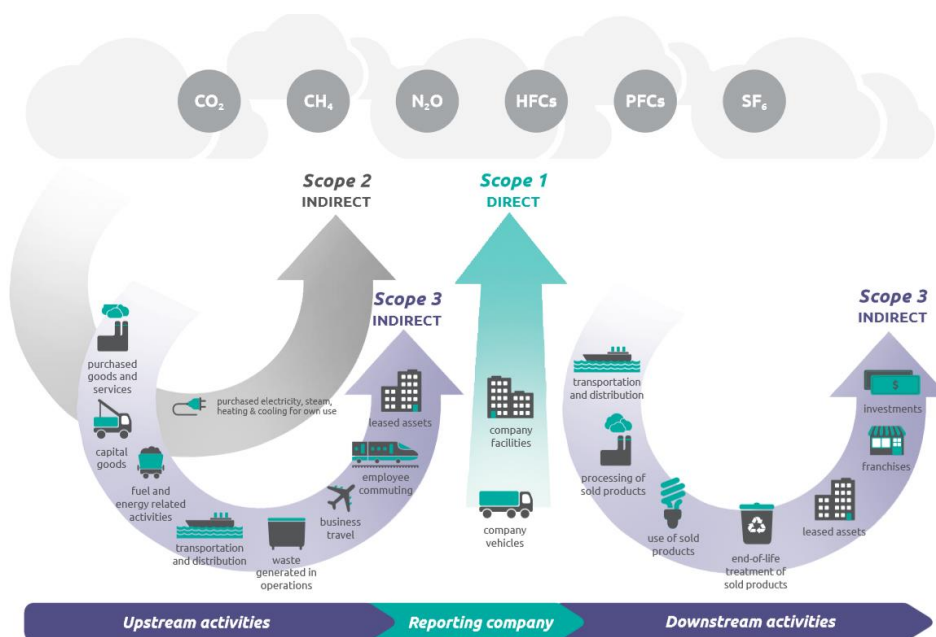 CO₂
CH₄
N₂O
HFCs
PFCs
SF₆
Scope 2
INDIRECT
Scope 1
DIRECT
Scope 3
INDIRECT
Scope 3
INDIRECT
purchased
goods and
services
capital
goods
fuel and
energy related
activities
transportation
and distribution
waste
generated in
operations
business
travel
employee
commuting
leased assets
purchased electricity, steam,
heating & cooling for own use
company
facilities
company
vehicles
transportation
and distribution
processing of
sold products
use of sold
products
end-of-life
treatment of
sold products
leased assets
franchises
$
investments
Upstream activities
Reporting company
Downstream activities